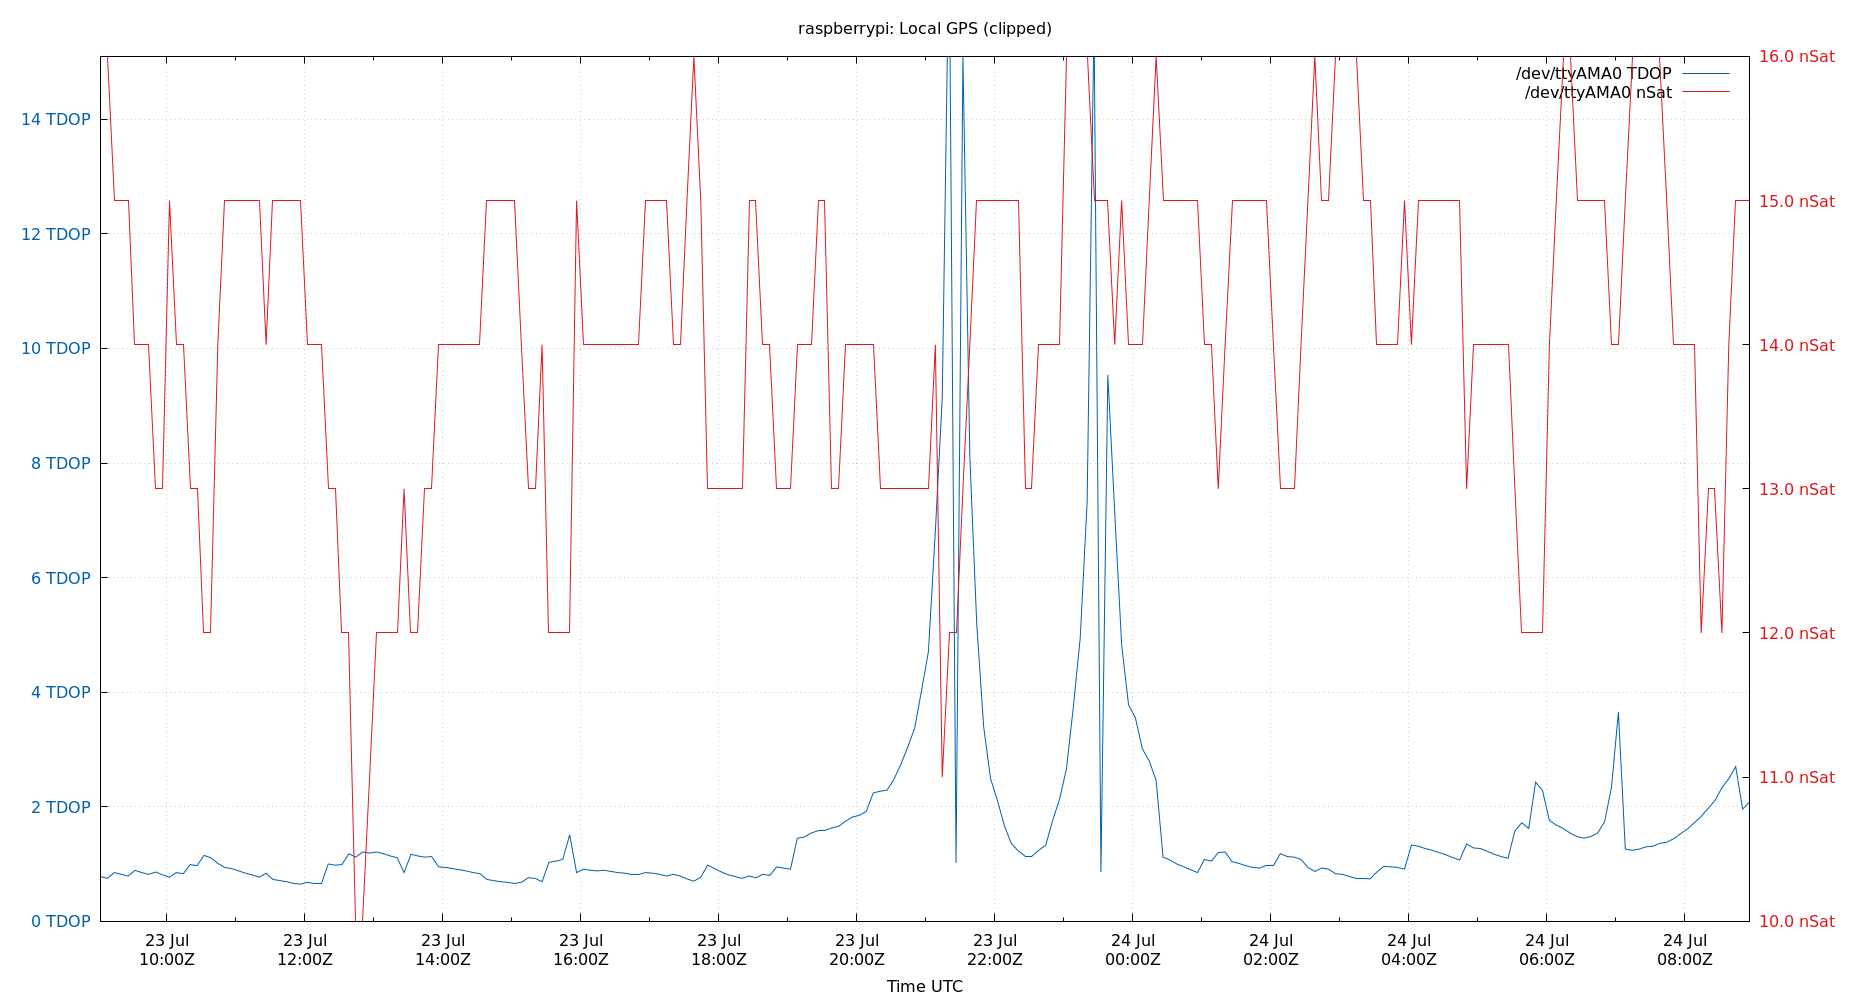 raspberrypi: Local GPS (clipped)
16.0 nSat
/dev/ttyAMA0 TDOP
/dev/ttyAMA0 nSat
14 TDOP
15.0 nSat
12 TDOP
10 TDOP
14.0 nSat
8 TDOP
13.0 nSat
6 TDOP
12.0 nSat
4 TDOP
11.0 nSat
2 TDOP
0 TDOP
10.0 nSat
23 Jul 23 Jul 23 Jul 23 Jul 23 Jul 23 Jul 23 Jul 24 Jul 24 Jul 24 Jul 24 Jul 24 Jul
10:00Z 12:00Z 14:00Z 16:00Z 18:00Z 20:00Z 22:00Z 00:00Z 02:00Z 04:00Z 06:00Z 08:00Z
Time UTC